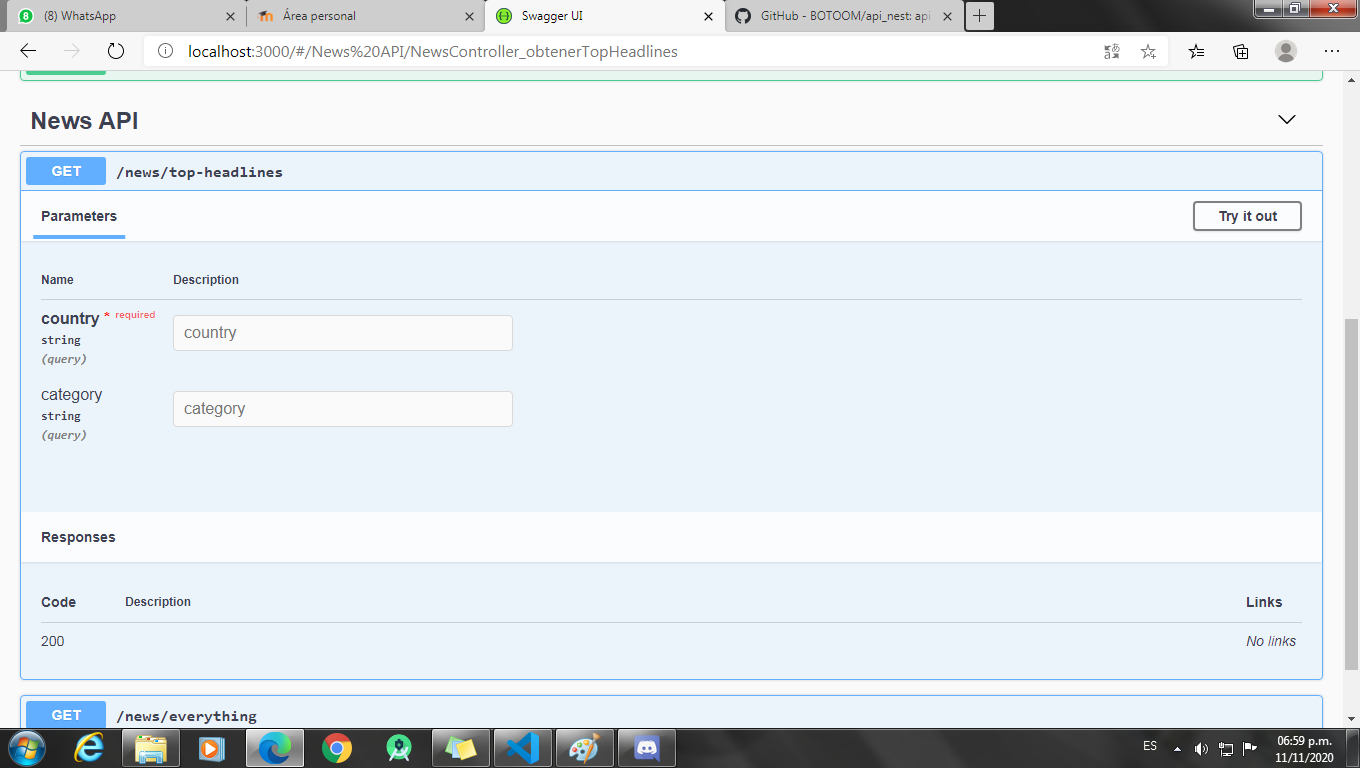 (8) WhatsApp
Área personal
Swagger UI
GitHub - BOTOOM/api_nest: api
localhost:3000/#/News%20API/NewsController_obtenerTopHeadlines
News API
GET /news/top-headlines
Parameters
Try it out
Name Description
country * required
string
(query)
country
category
string
(query)
category
Responses
Code Description Links
200 No links
GET /news/everything
ES
06:59 p.m.
11/11/2020